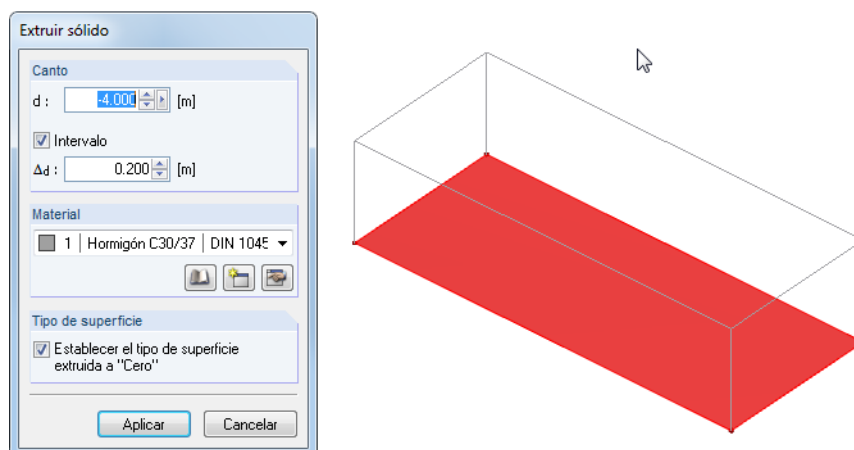 Extruir sólido
Canto
d : -4.000 [m]
Intervalo
Δd : 0.200 [m]
Material
1 | Hormigón C30/37 | DIN 1045
Tipo de superficie
Establecer el tipo de superficie
extruida a "Cero"
Aplicar Cancelar